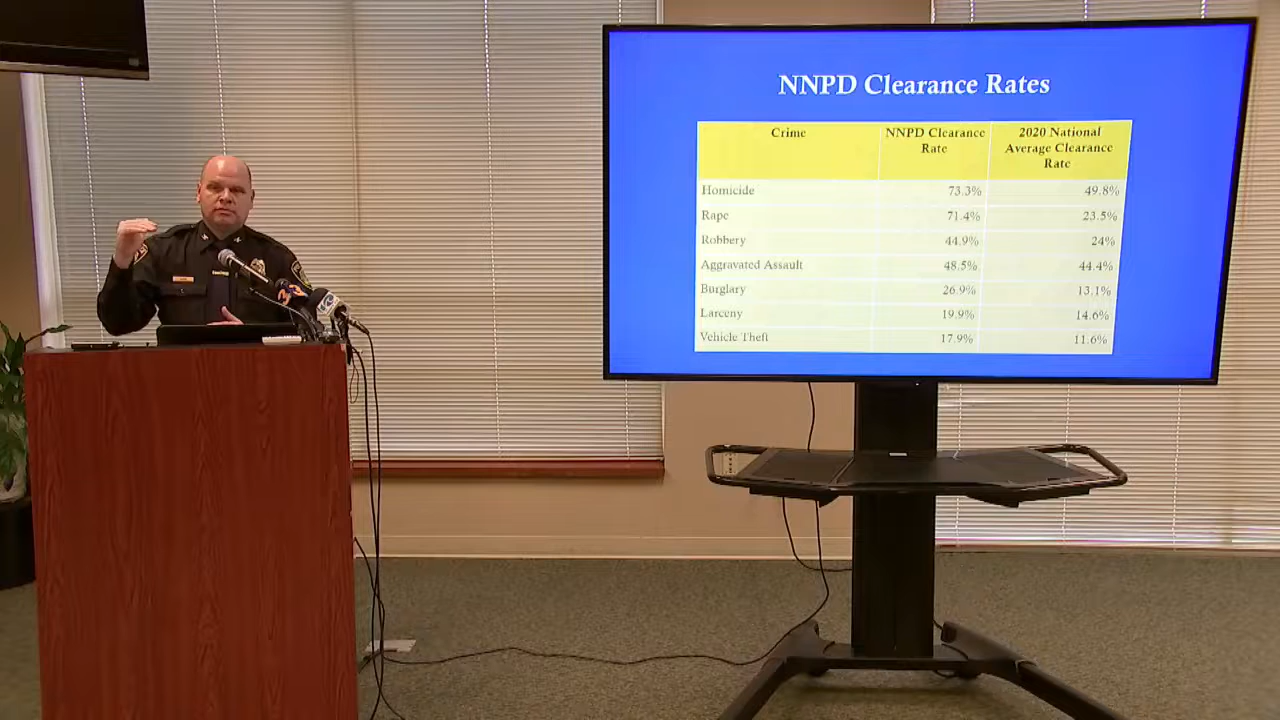 NNPD Clearance Rates
Crime NNPD Clearance Rate 2020 National Average Clearance Rate
Homicide 73.3% 49.8%
Rape 71.4% 23.5%
Robbery 44.9% 24%
Aggravated Assault 48.5% 44.4%
Burglary 26.9% 13.1%
Larceny 19.9% 14.6%
Vehicle Theft 17.9% 11.6%
3